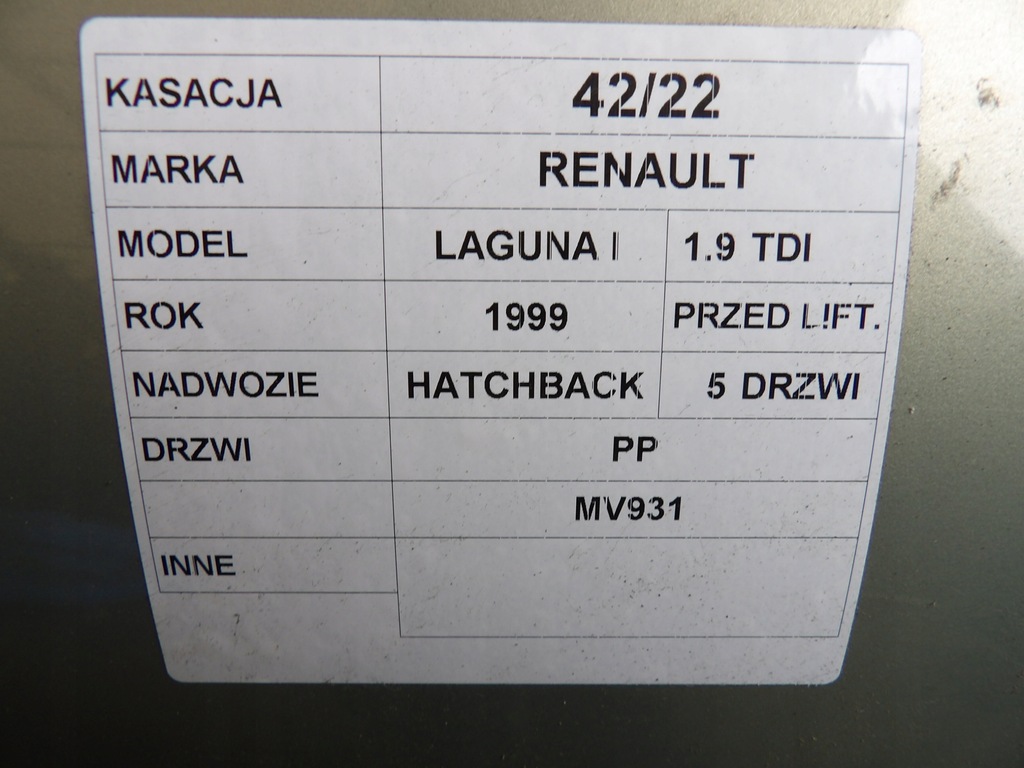 KASACJA 42/22
MARKA RENAULT
MODEL LAGUNA I 1.9 TDI
ROK 1999 PRZED LIFT.
NADWOZIE HATCHBACK 5 DRZWI
DRZWI PP
MV931
INNE